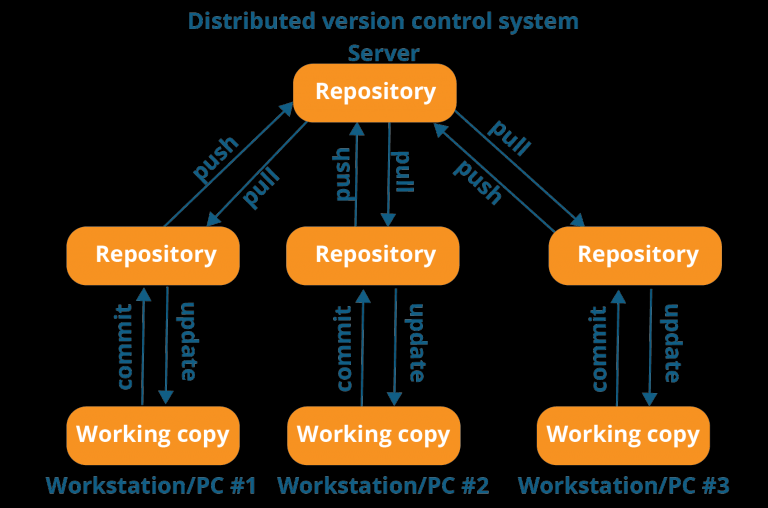 Distributed version control system
Server
Repository
push
pull
push
pull
push
pull
Repository
Repository
Repository
commit
update
commit
update
commit
update
Working copy
Working copy
Working copy
Workstation/PC #1
Workstation/PC #2
Workstation/PC #3